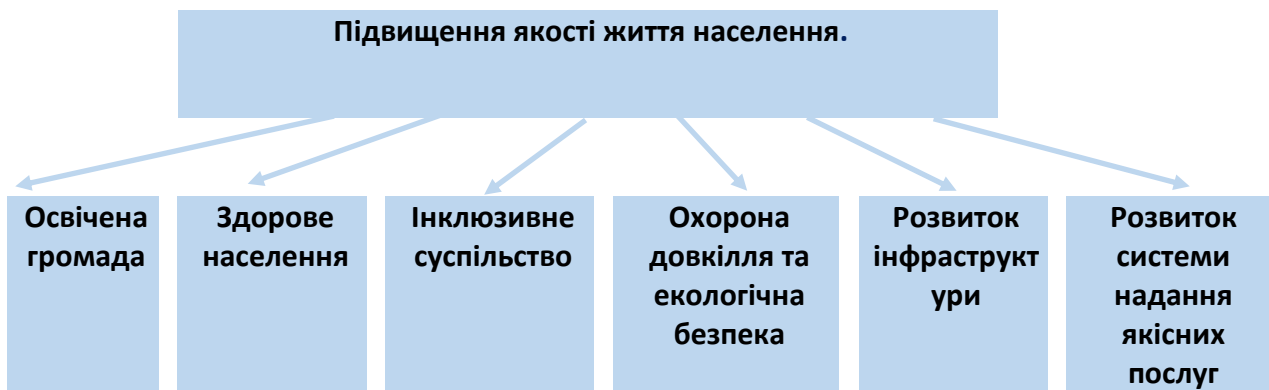 Підвищення якості життя населення.
Освічена
громада
Здорове
населення
Інклюзивне
суспільство
Охорона
довкілля та
екологічна
безпека
Розвиток
інфраструкт
ури
Розвиток
системи
надання
якісних
послуг